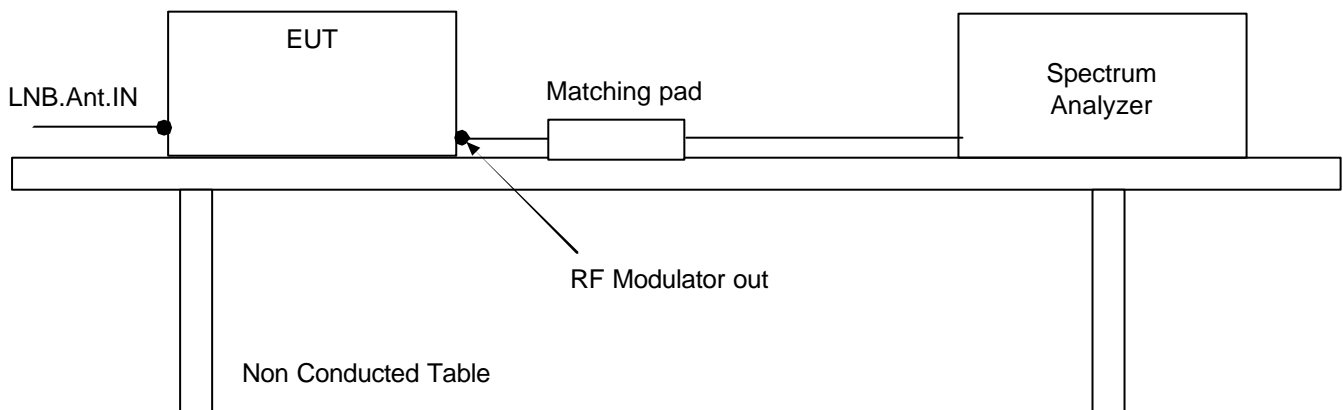 EUT
Spectrum
Analyzer
LNB.Ant.IN
Matching pad
RF Modulator out
Non Conducted Table